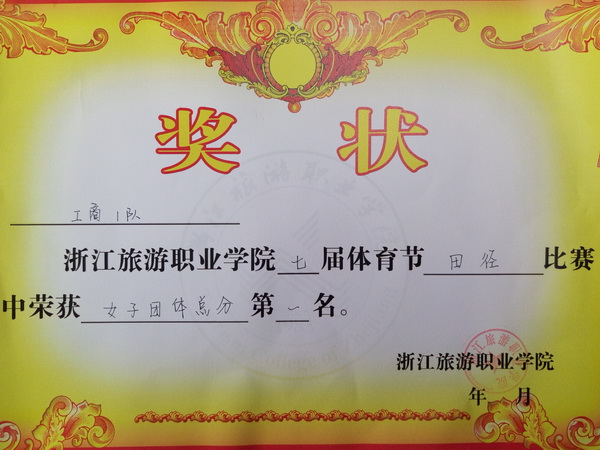 奖状
工商1队
浙江旅游职业学院七届体育节田径比赛
中荣获女子团体总分第一名。
浙江旅游职业学院
年 月